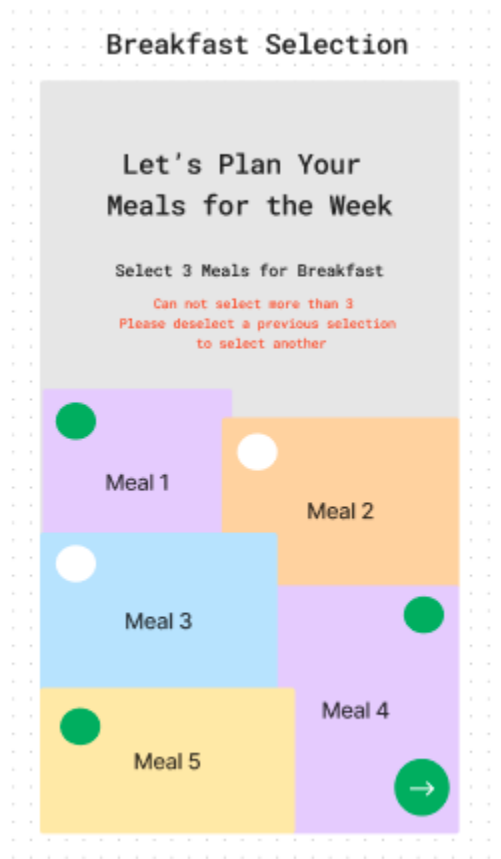 Breakfast Selection
Let's Plan Your
Meals for the Week
Select 3 Meals for Breakfast
Can not select more than 3
Please deselect a previous selection
to select another
Meal 1
Meal 2
Meal 3
Meal 4
Meal 5